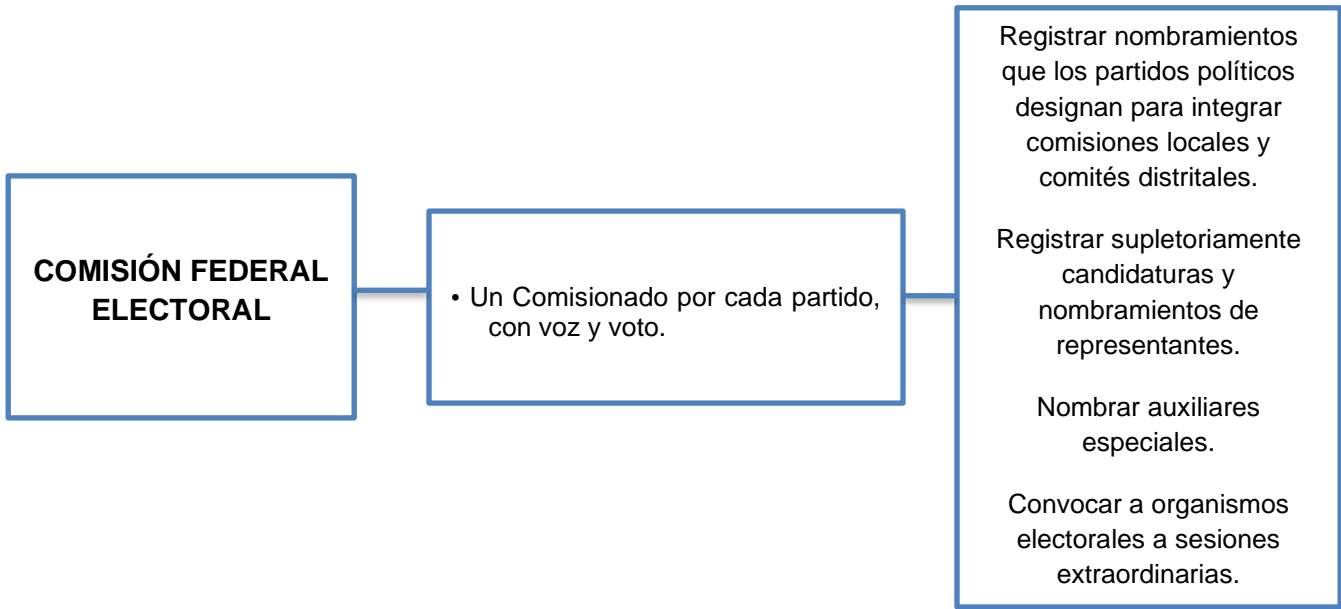 COMISIÓN FEDERAL
ELECTORAL
• Un Comisionado por cada partido,
con voz y voto.
Registrar nombramientos
que los partidos políticos
designan para integrar
comisiones locales y
comités distritales.
Registrar supletoriamente
candidaturas y
nombramientos de
representantes.
Nombrar auxiliares
especiales.
Convocar a organismos
electorales a sesiones
extraordinarias.